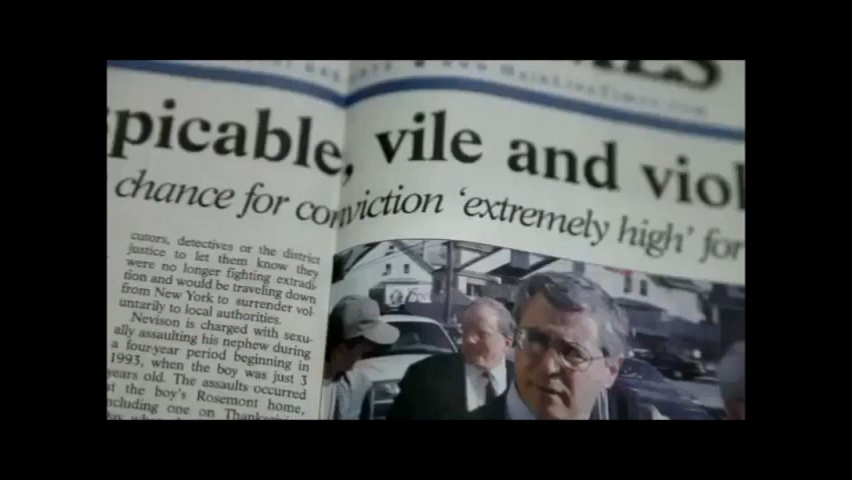 MainLineTimes.com
spicable, vile and viol
chance for conviction 'extremely high' for
cutors, detectives or the district
justice to let them know they
were no longer fighting extradi-
tion and would be traveling down
from New York to surrender vol-
untarily to local authorities.
Nevison is charged with sexu-
ally assaulting his nephew during
a four-year period beginning in
1993, when the boy was just 3
years old. The assaults occurred
at the boy's Rosemont home,
including one on